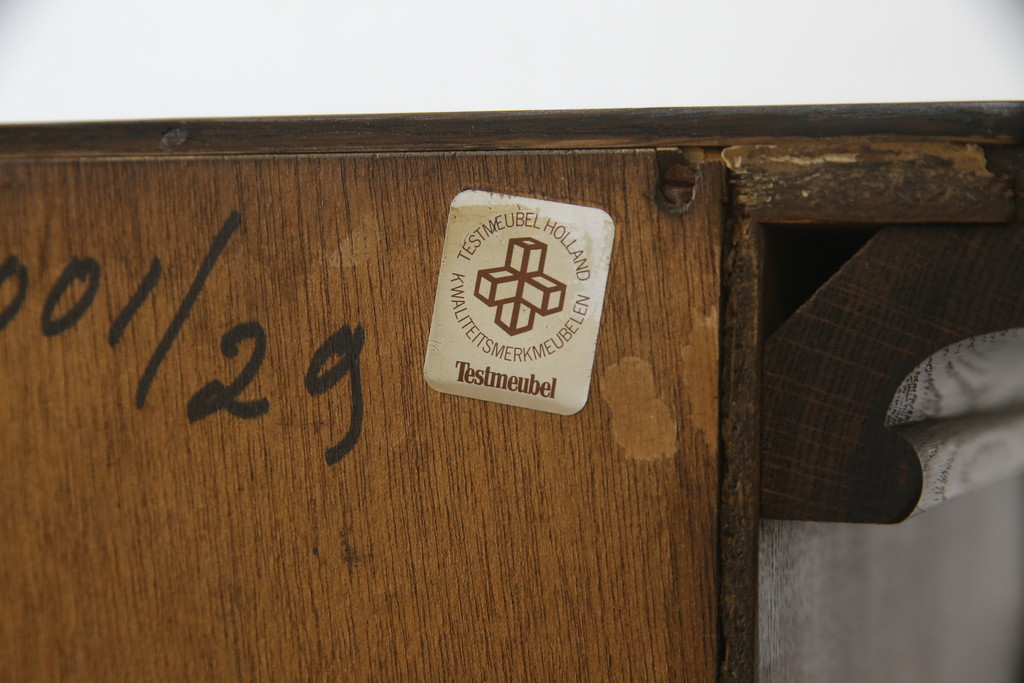 001/29
TESTMEUBEL HOLLAND
KWALITEITSMERKMEUBELEN
Testmeubel